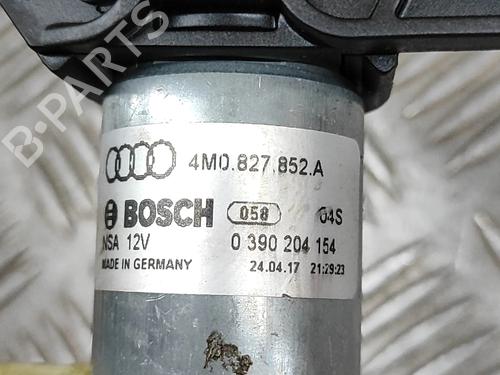 4M0.827.852.A
BOSCH 058 04S
NSA 12V 0 390 204 154
MADE IN GERMANY 24.04.17 21:29:23
B-PARTS